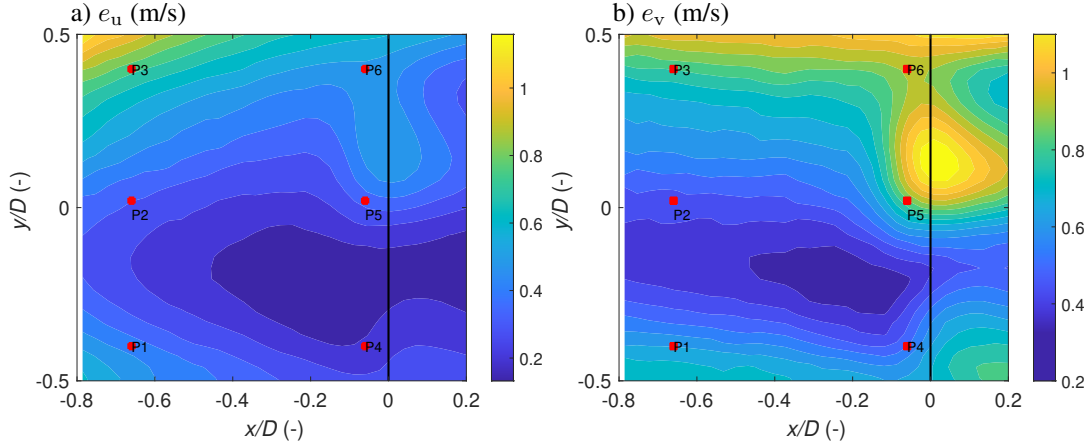 a) e_u (m/s)
0.5
0
-0.5
y/D (-)
P3
P6
P2
P5
P1
P4
-0.8 -0.6 -0.4 -0.2 0 0.2
x/D (-)
1
0.8
0.6
0.4
0.2
b) e_v (m/s)
0.5
0
-0.5
y/D (-)
P3
P6
P2
P5
P1
P4
-0.8 -0.6 -0.4 -0.2 0 0.2
x/D (-)
1
0.8
0.6
0.4
0.2